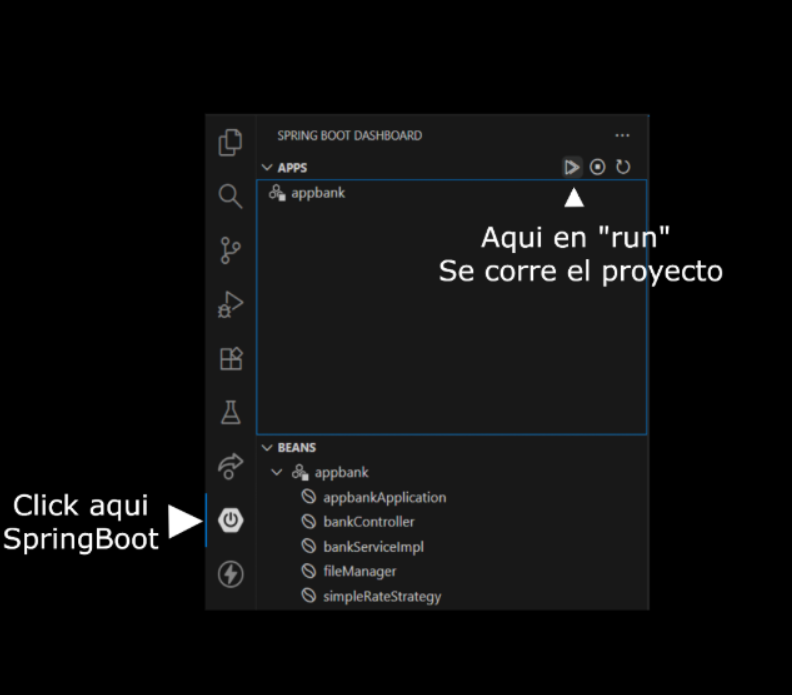 SPRING BOOT DASHBOARD
APPS
appbank
Aqui en "run"
Se corre el proyecto
BEANS
appbank
appbankApplication
bankController
bankServiceImpl
fileManager
simpleRateStrategy
Click aqui
SpringBoot